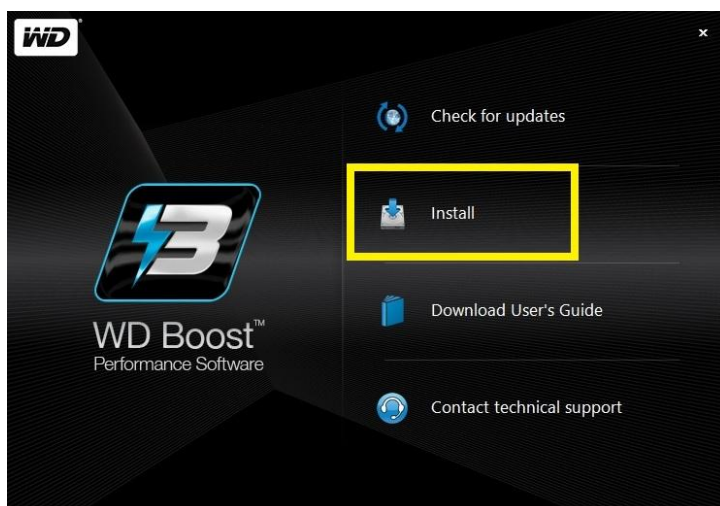 WD
×
Check for updates
Install
Download User's Guide
Contact technical support
B
WD Boost™
Performance Software